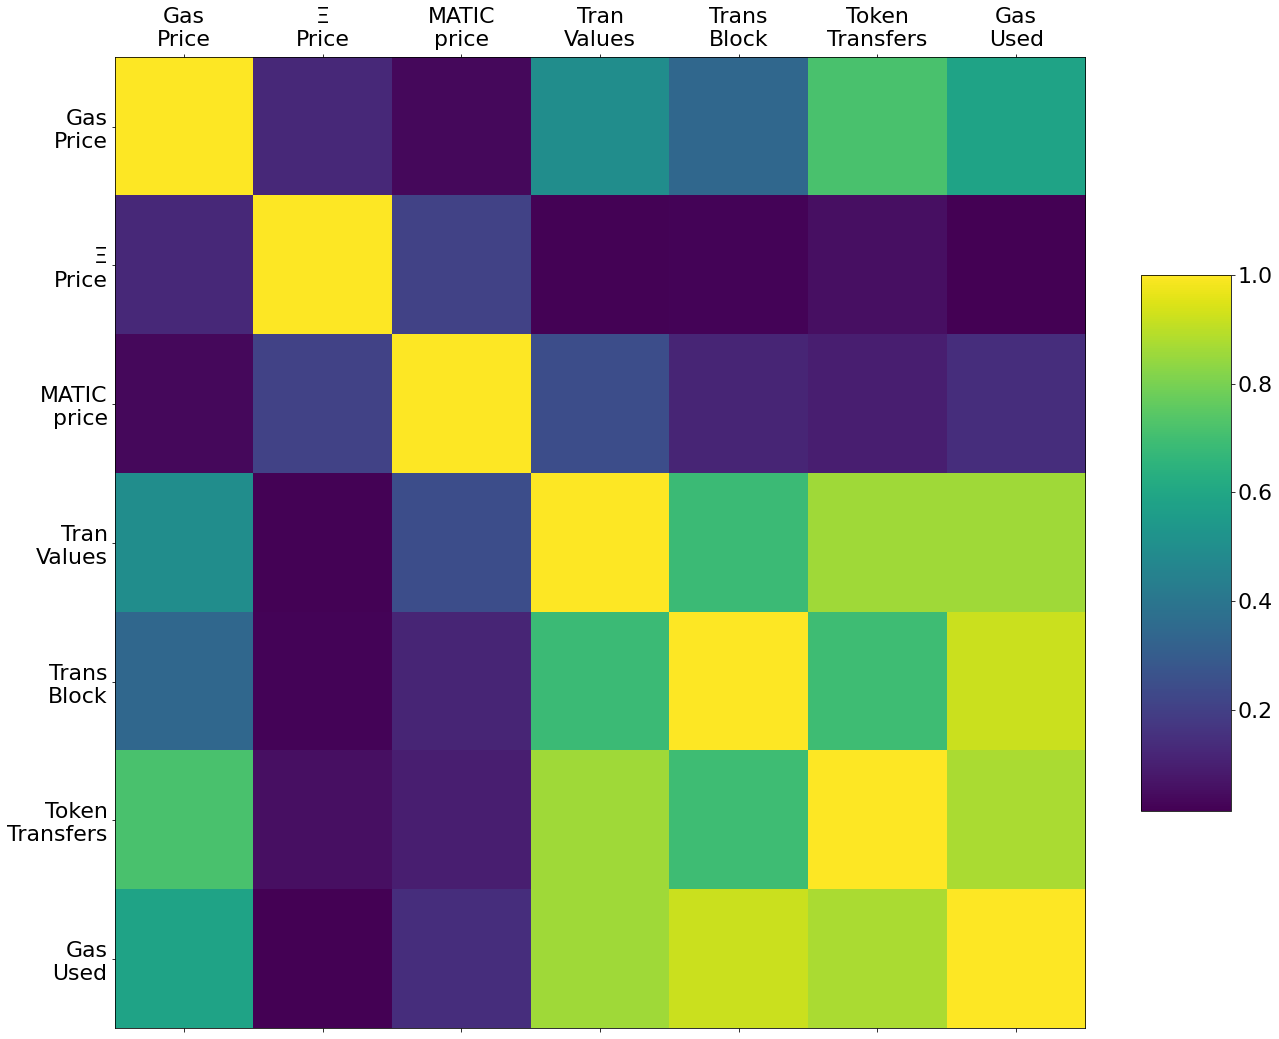 Gas
Price
Ξ
Price
MATIC
price
Tran
Values
Trans
Block
Token
Transfers
Gas
Used
Gas
Price
Ξ
Price
MATIC
price
Tran
Values
Trans
Block
Token
Transfers
Gas
Used
1.0
0.8
0.6
0.4
0.2